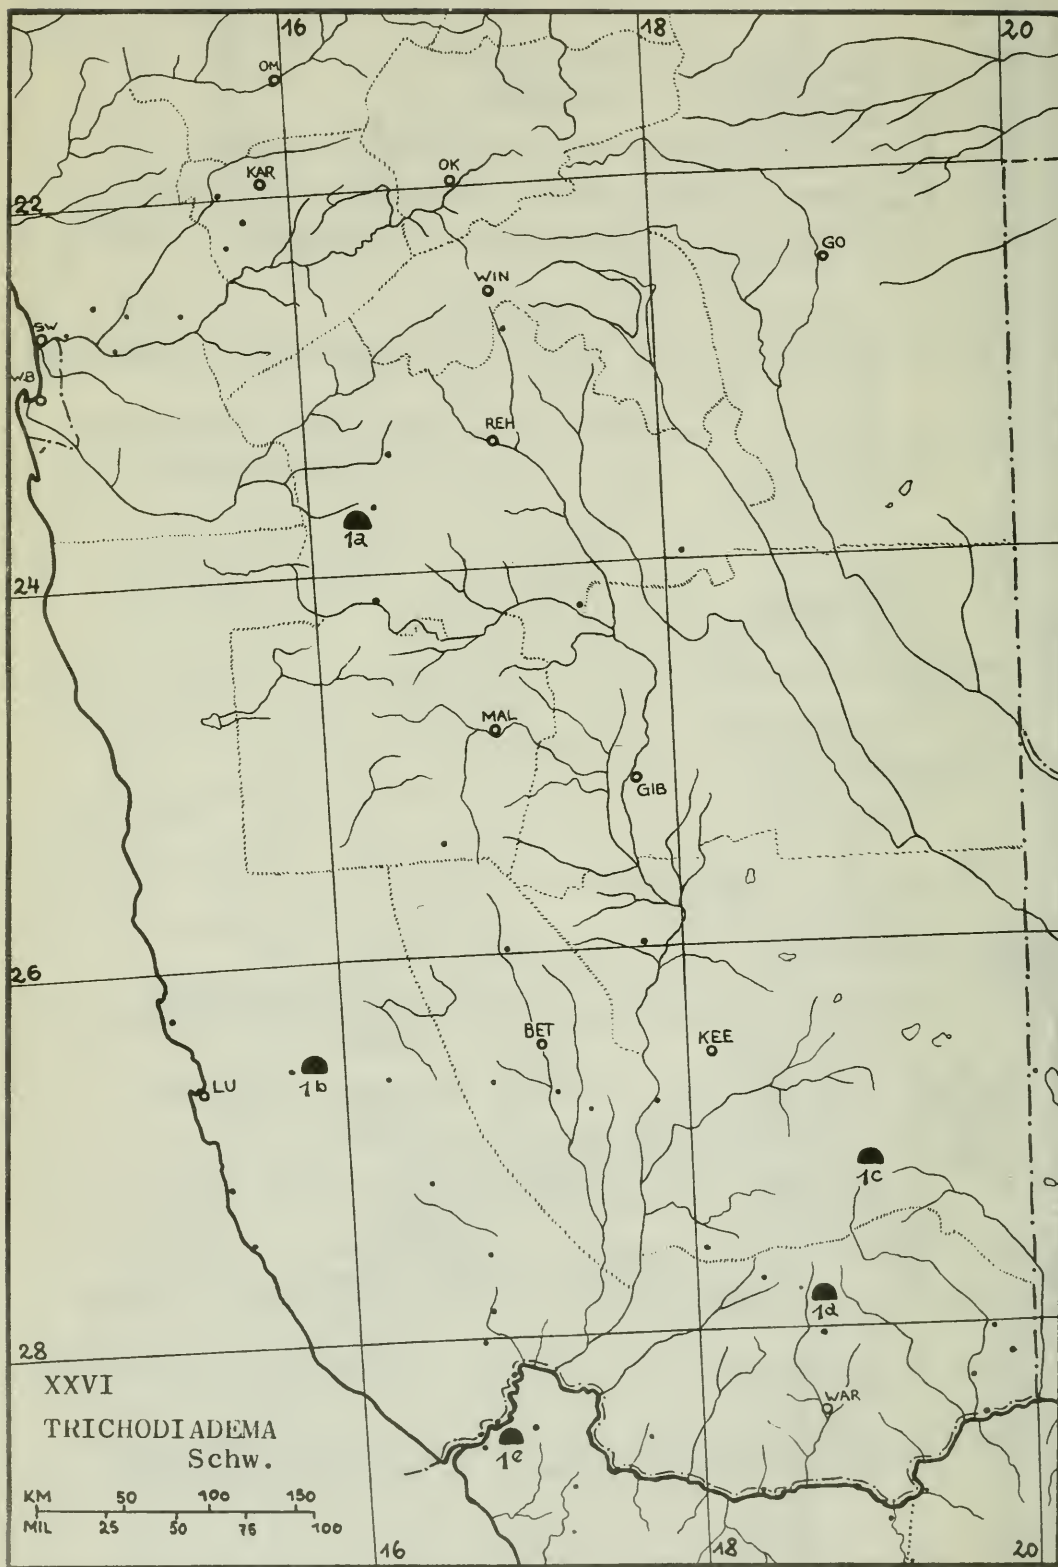 16
18
20
OM
KAR
OK
22
GO
WIN
SW
WB
REH
1a
24
MAL
GIB
26
BET
KEE
1b
LU
1c
1d
28
XXVI
TRICHODIADEMA
Schw.
WAR
1e
KM 50 100 150
MIL 25 50 75 100
16
18
20